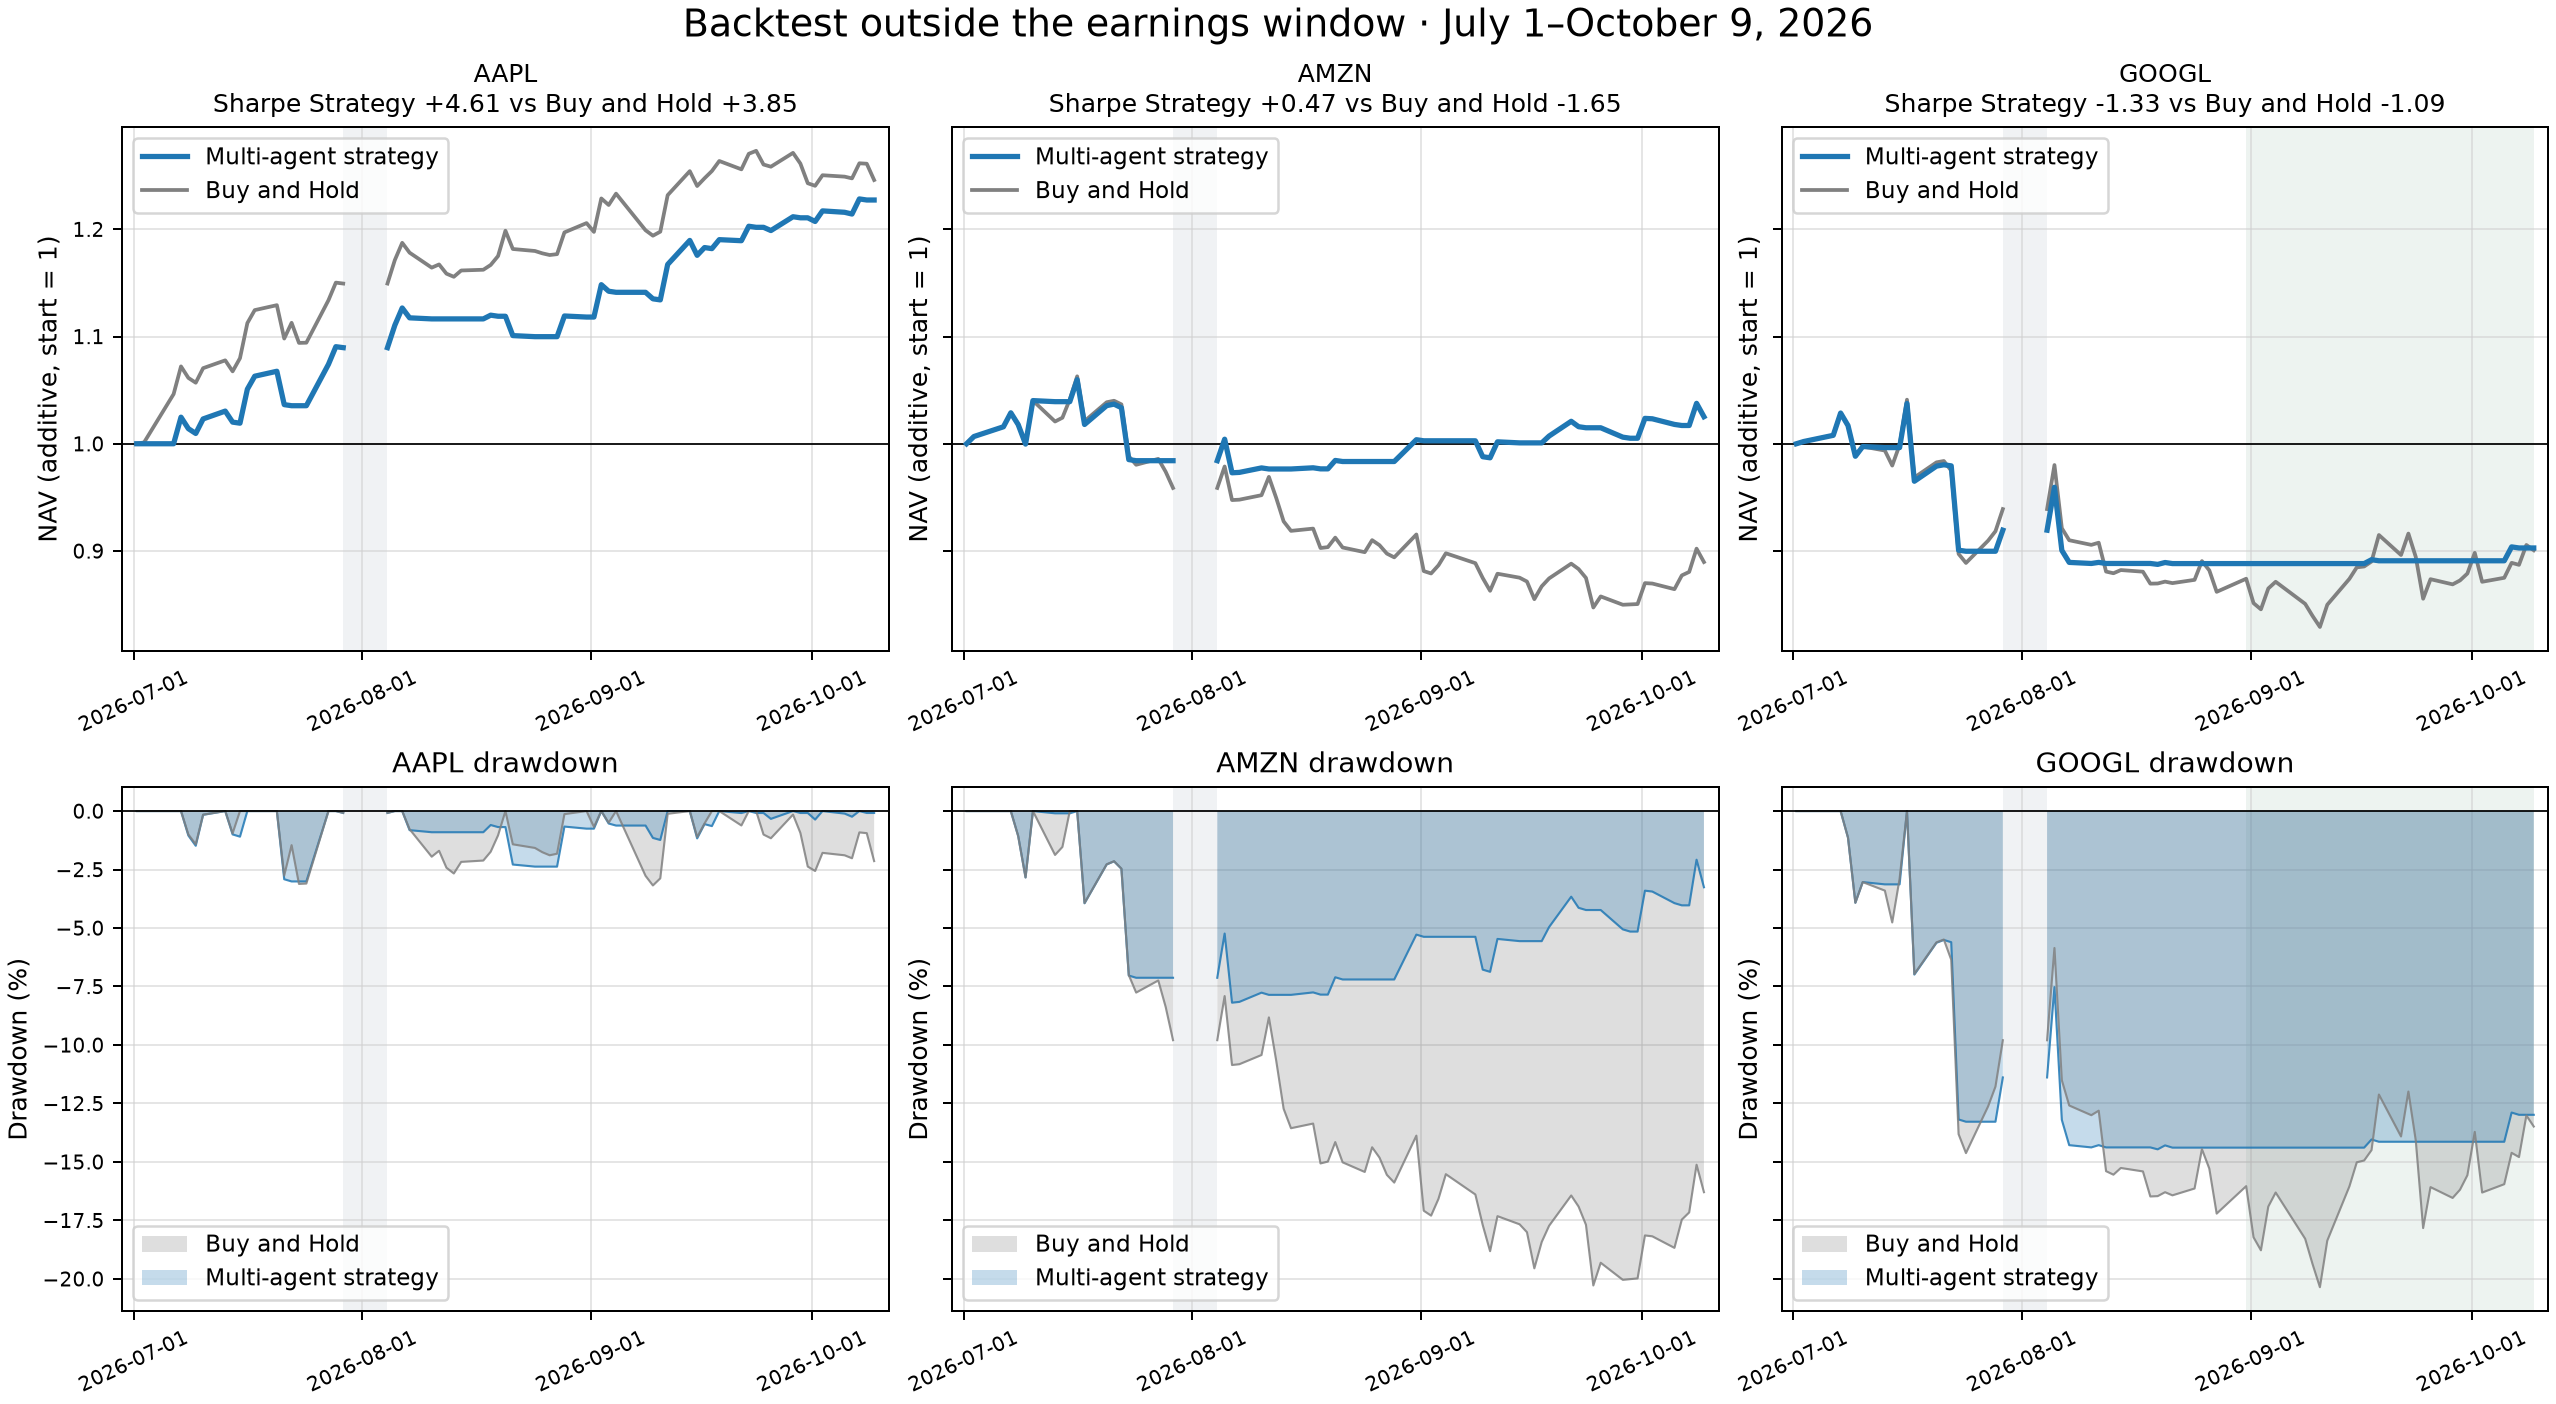 Backtest outside the earnings window · July 1–October 9, 2026
AAPL
Sharpe Strategy +4.61 vs Buy and Hold +3.85
Multi-agent strategy
Buy and Hold
NAV (additive, start = 1)
1.2
1.1
1.0
0.9
2026-07-01
2026-08-01
2026-09-01
2026-10-01
AMZN
Sharpe Strategy +0.47 vs Buy and Hold -1.65
Multi-agent strategy
Buy and Hold
NAV (additive, start = 1)
2026-07-01
2026-08-01
2026-09-01
2026-10-01
GOOGL
Sharpe Strategy -1.33 vs Buy and Hold -1.09
Multi-agent strategy
Buy and Hold
NAV (additive, start = 1)
2026-07-01
2026-08-01
2026-09-01
2026-10-01
AAPL drawdown
Drawdown (%)
0.0
−2.5
−5.0
−7.5
−10.0
−12.5
−15.0
−17.5
−20.0
Buy and Hold
Multi-agent strategy
2026-07-01
2026-08-01
2026-09-01
2026-10-01
AMZN drawdown
Drawdown (%)
Buy and Hold
Multi-agent strategy
2026-07-01
2026-08-01
2026-09-01
2026-10-01
GOOGL drawdown
Drawdown (%)
Buy and Hold
Multi-agent strategy
2026-07-01
2026-08-01
2026-09-01
2026-10-01